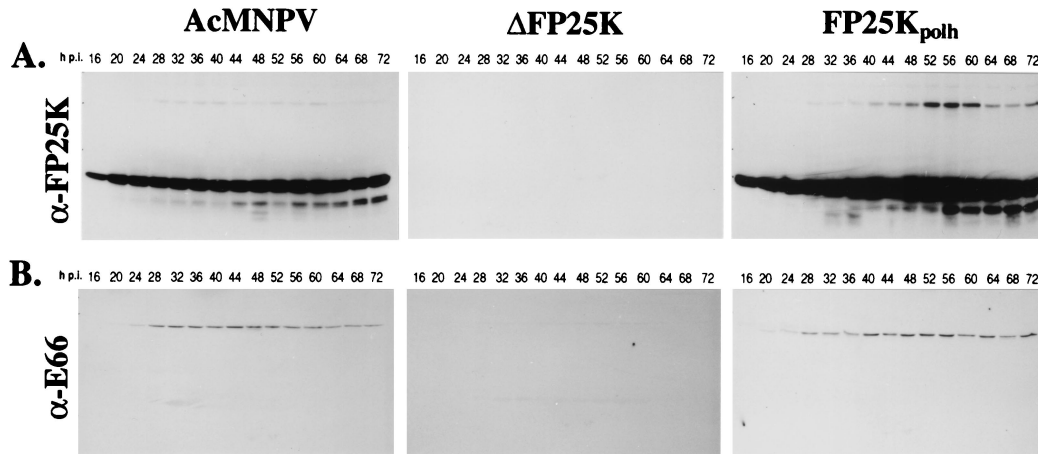 AcMNPV ΔFP25K FP25Kpolh
A.
h p.i. 16 20 24 28 32 36 40 44 48 52 56 60 64 68 72
16 20 24 28 32 36 40 44 48 52 56 60 64 68 72
16 20 24 28 32 36 40 44 48 52 56 60 64 68 72
α-FP25K
B.
h p.i. 16 20 24 28 32 36 40 44 48 52 56 60 64 68 72
16 20 24 28 32 36 40 44 48 52 56 60 64 68 72
16 20 24 28 32 36 40 44 48 52 56 60 64 68 72
α-E66